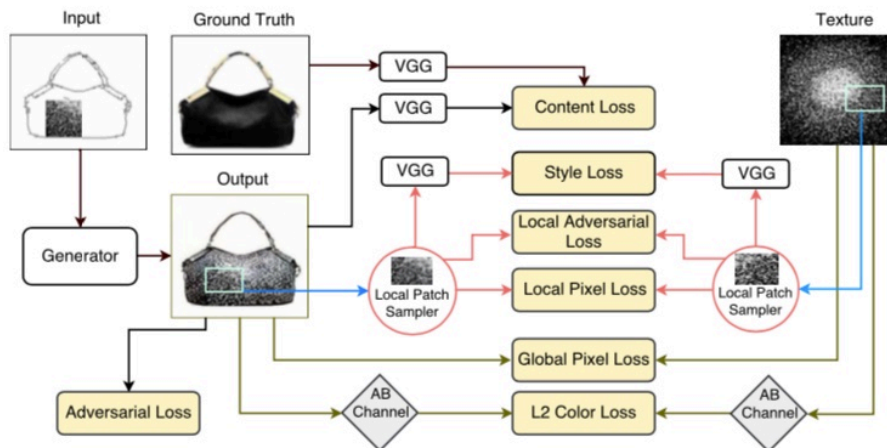 Input
Ground Truth
Texture
VGG
VGG
Content Loss
Output
VGG
Style Loss
VGG
Generator
Local Adversarial
Loss
Local Patch
Sampler
Local Pixel Loss
Local Patch
Sampler
Global Pixel Loss
Adversarial Loss
AB
Channel
L2 Color Loss
AB
Channel